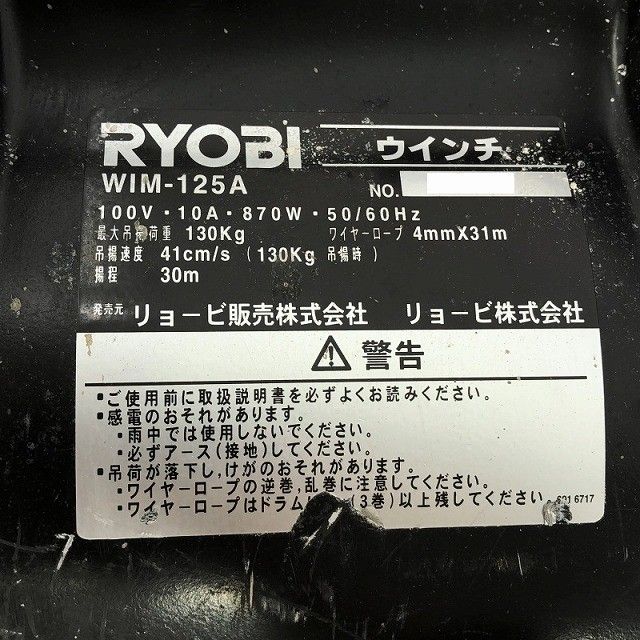 RYOBI ウインチ
WIM-125A NO.
100V・10A・870W・50/60Hz
最大吊揚荷重 130Kg ワイヤーロープ 4mmX31m
吊揚速度 41cm/s (130Kg 吊揚時)
揚程 30m
発売元 リョービ販売株式会社 リョービ株式会社
⚠警告
•ご使用前に取扱説明書を必ずよくお読みください。
•感電のおそれがあります。
・雨中では使用しないでください。
・必ずアース(接地)してください。
•吊荷が落下し,けがのおそれがあります。
・ワイヤーロープの逆巻,乱巻に注意してください。
・ワイヤーロープはドラム (3巻)以上残してください。 6717